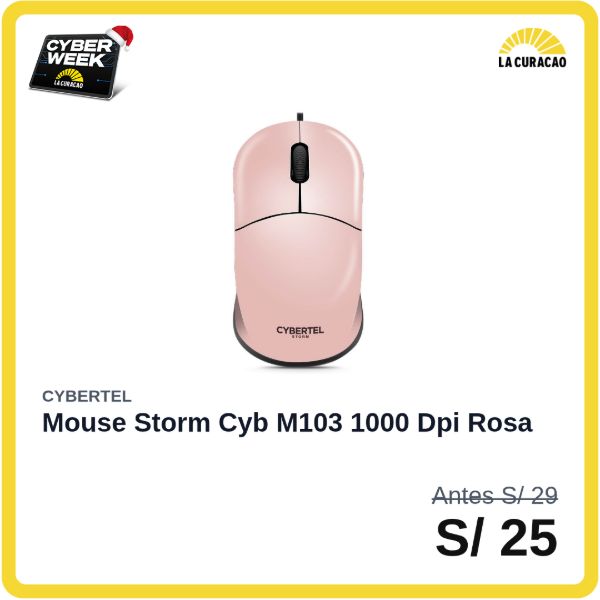 CYBER
WEEK
LA CURACAO
LA CURACAO
CYBERTEL
STORM
CYBERTEL
Mouse Storm Cyb M103 1000 Dpi Rosa
Antes S/ 29
S/ 25